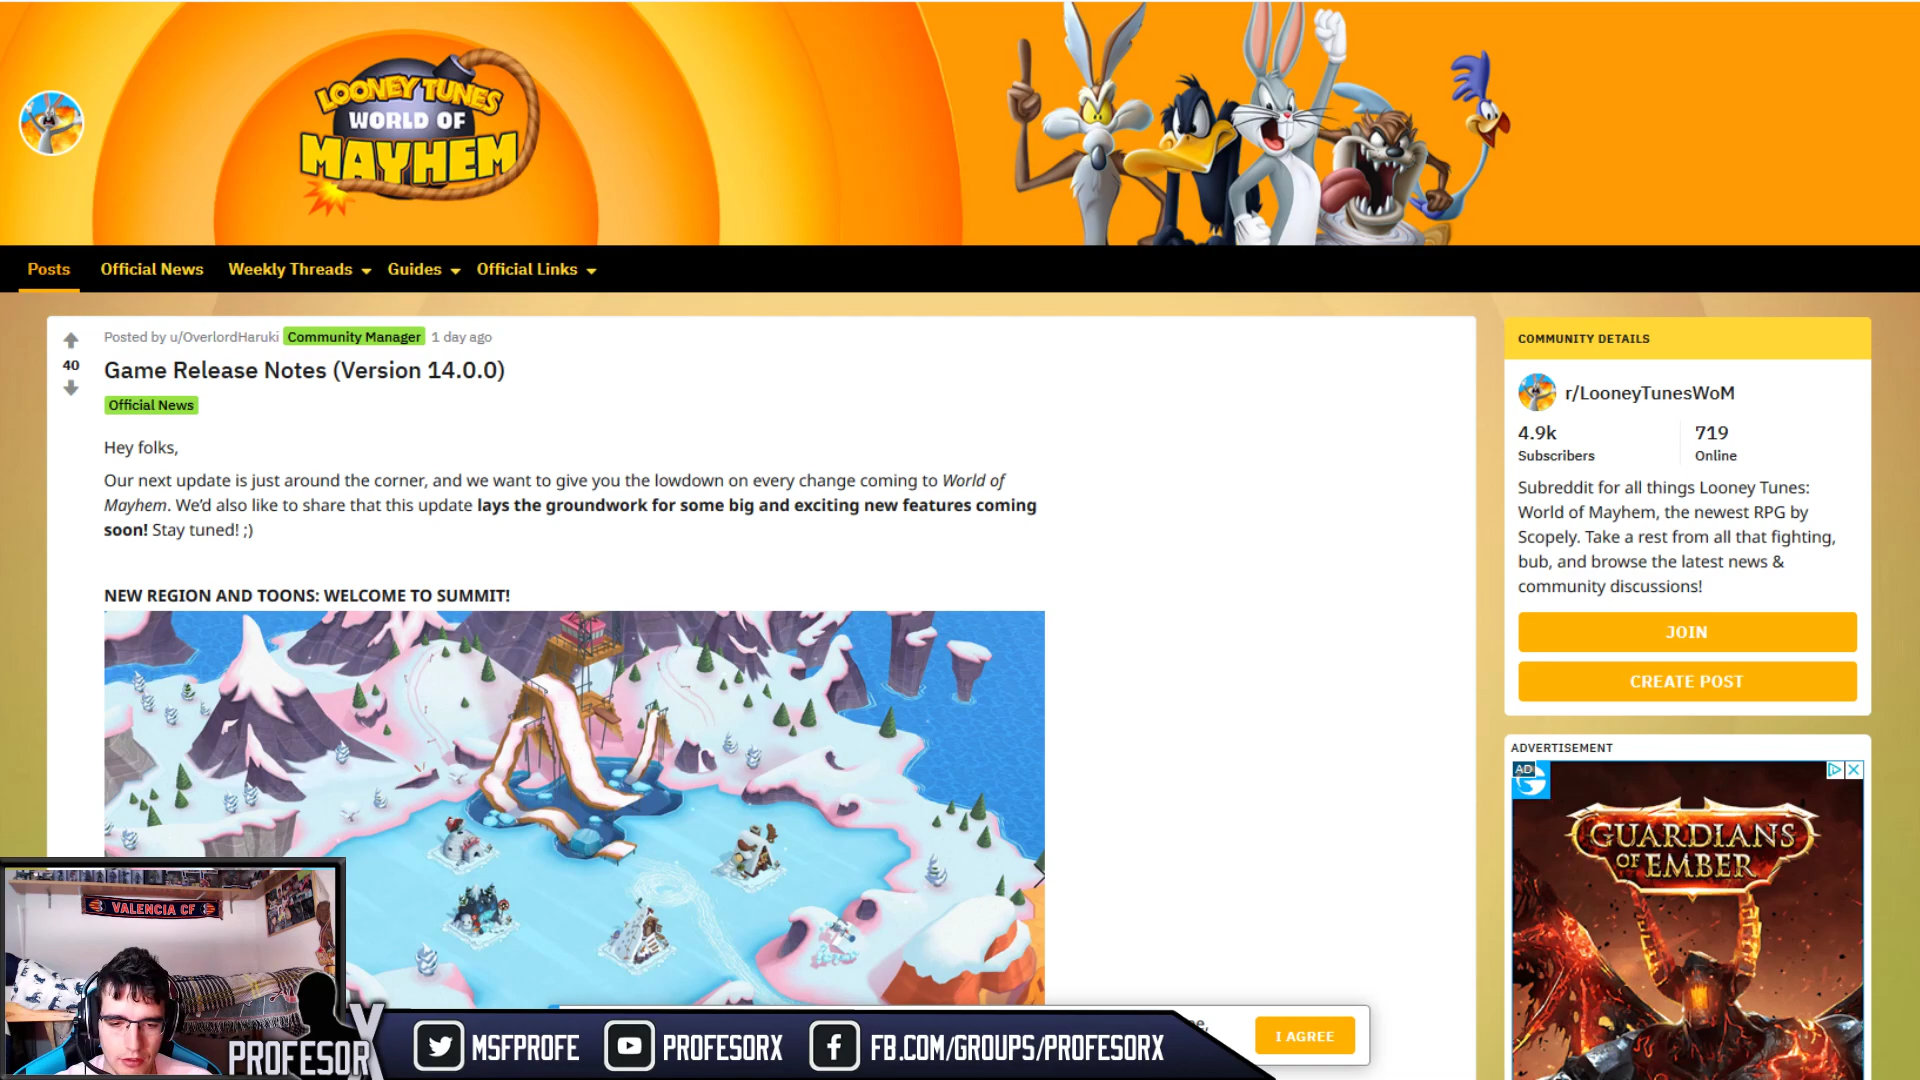 LOONEY TUNES
WORLD OF
MAYHEM
Posts
Official News
Weekly Threads
Guides
Official Links
40
Posted by u/OverlordHaruki Community Manager 1 day ago
Game Release Notes (Version 14.0.0)
Official News
Hey folks,
Our next update is just around the corner, and we want to give you the lowdown on every change coming to World of
Mayhem. We'd also like to share that this update lays the groundwork for some big and exciting new features coming
soon! Stay tuned! ;)
NEW REGION AND TOONS: WELCOME TO SUMMIT!
COMMUNITY DETAILS
r/LooneyTunesWoM
4.9k
719
Subscribers
Online
Subreddit for all things Looney Tunes:
World of Mayhem, the newest RPG by
Scopely. Take a rest from all that fighting,
bub, and browse the latest news &
community discussions!
JOIN
CREATE POST
ADVERTISEMENT
AD
GUARDIANS
OF EMBER
VALENCIA CF
I AGREE
PROFESOR X
MSFPROFE
PROFESORX
FB.COM/GROUPS/PROFESORX